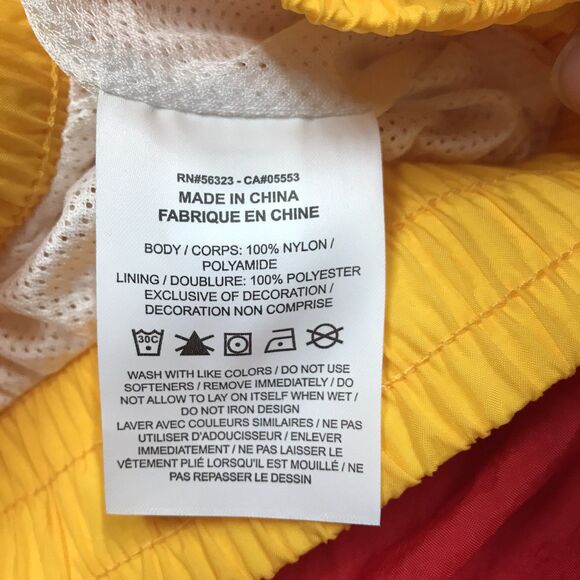 RN#56323 - CA#05553
MADE IN CHINA
FABRIQUE EN CHINE
BODY / CORPS: 100% NYLON /
POLYAMIDE
LINING / DOUBLURE: 100% POLYESTER
EXCLUSIVE OF DECORATION /
DECORATION NON COMPRISE
30C
WASH WITH LIKE COLORS / DO NOT USE
SOFTENERS / REMOVE IMMEDIATELY / DO
NOT ALLOW TO LAY ON ITSELF WHEN WET /
DO NOT IRON DESIGN
LAVER AVEC COULEURS SIMILAIRES / NE PAS
UTILISER D'ADOUCISSEUR / ENLEVER
IMMEDIATEMENT / NE PAS LAISSER LE
VÊTEMENT PLIÉ LORSQU'IL EST MOUILLÉ / NE
PAS REPASSER LE DESSIN